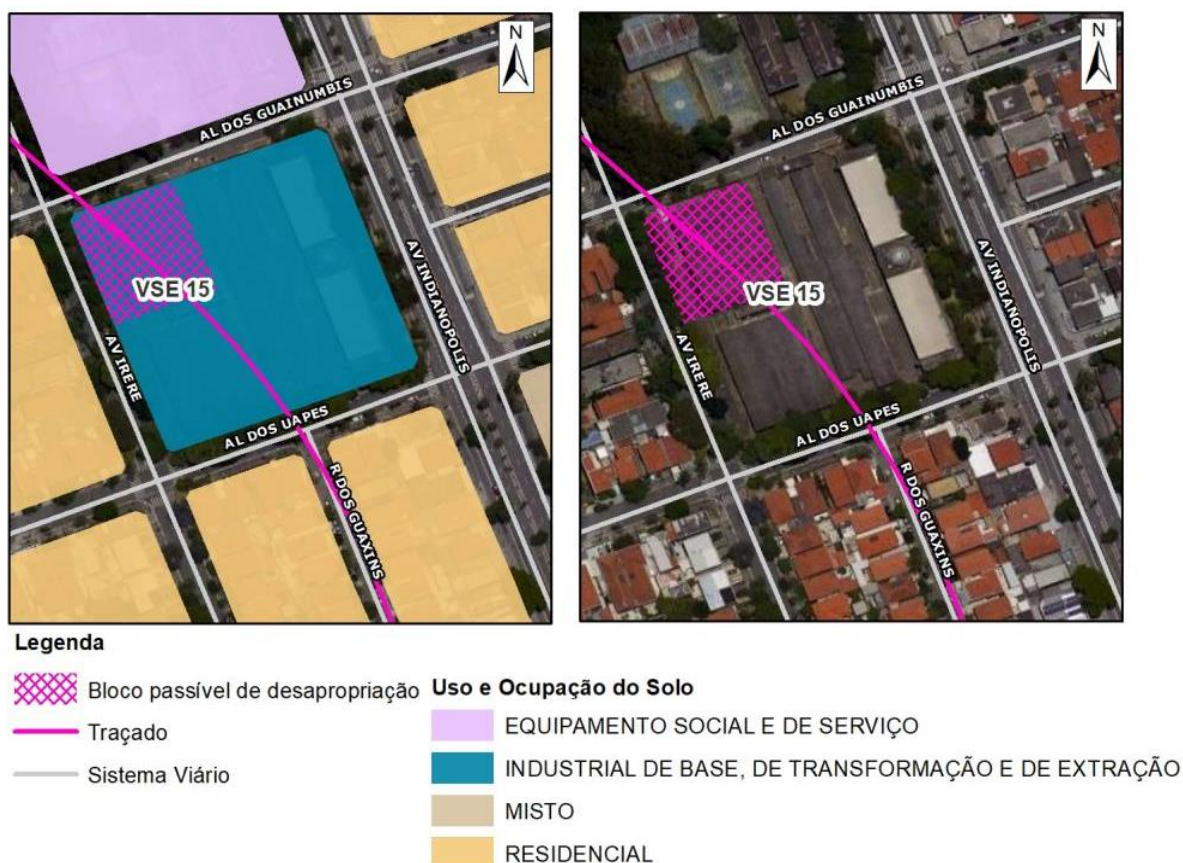 N
AL DOS GUAINUMBIS
AV INDIANOPOLIS
VSE 15
AV IRERE
AL DOS UAPES
R DOS GUAXINS
N
AL DOS GUAINUMBIS
AV INDIANOPOLIS
VSE 15
AV IRERE
AL DOS UAPES
R DOS GUAXINS
Legenda
Bloco passível de desapropriação
Traçado
Sistema Viário
Uso e Ocupação do Solo
EQUIPAMENTO SOCIAL E DE SERVIÇO
INDUSTRIAL DE BASE, DE TRANSFORMAÇÃO E DE EXTRAÇÃO
MISTO
RESIDENCIAL